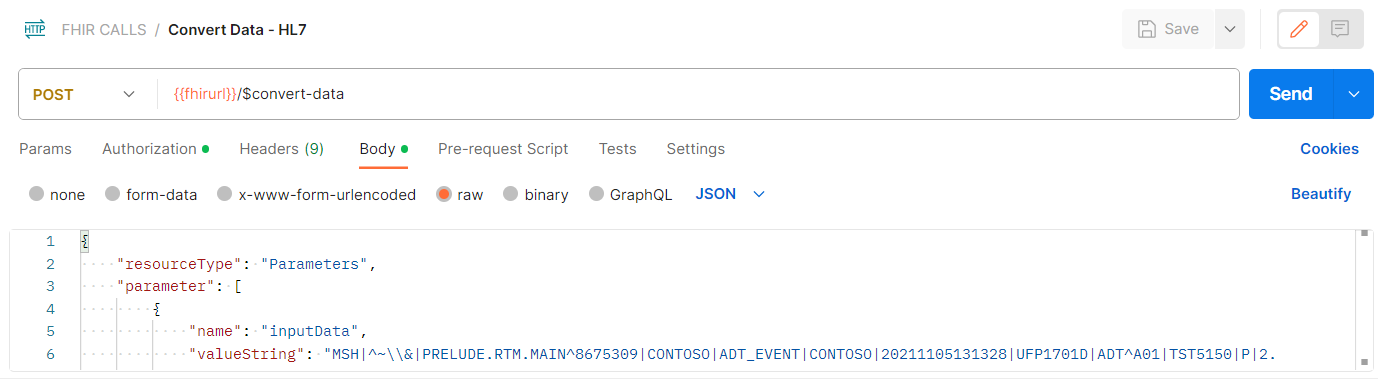 HTTP FHIR CALLS / Convert Data - HL7 Save
POST {{fhirurl}}/$convert-data Send
Params Authorization Headers (9) Body Pre-request Script Tests Settings Cookies
none form-data x-www-form-urlencoded raw binary GraphQL JSON Beautify
1 {
2 "resourceType": "Parameters",
3 "parameter": [
4 {
5 "name": "inputData",
6 "valueString": "MSH|^~\\&|PRELUDE.RTM.MAIN^8675309|CONTOSO|ADT_EVENT|CONTOSO|20211105131328|UFP1701D|ADT^A01|TST5150|P|2.